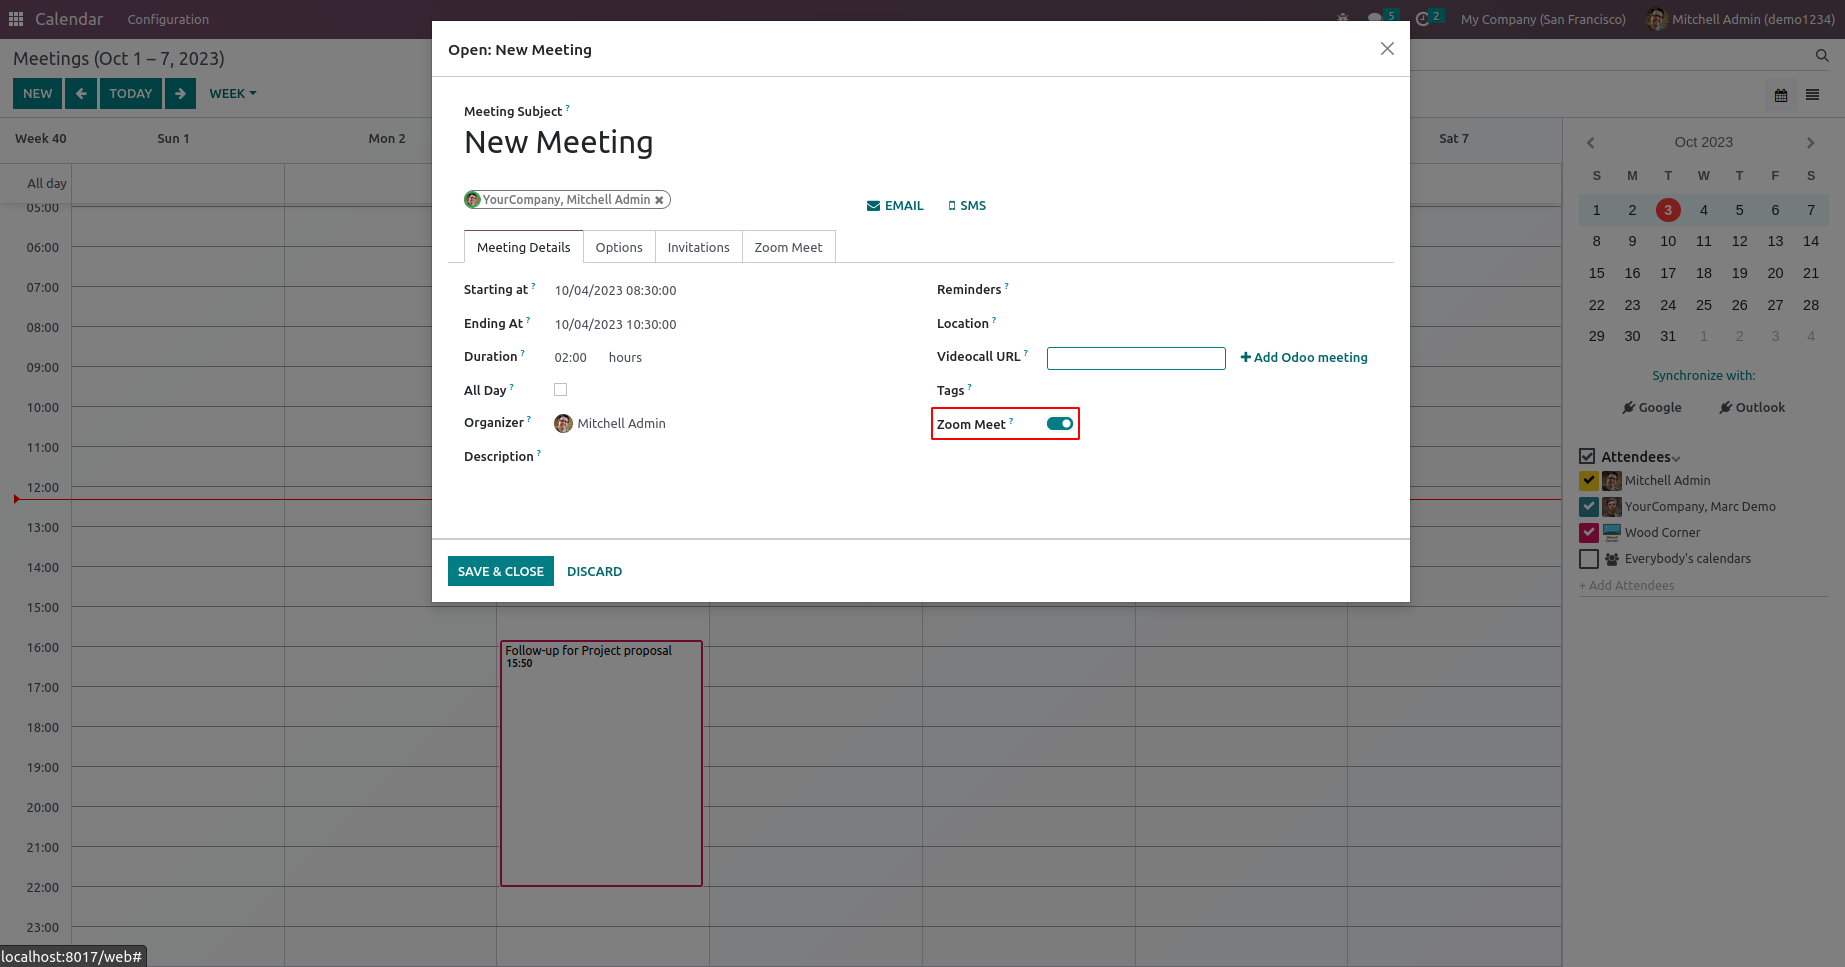 Calendar
Configuration
5
2
My Company (San Francisco)
Mitchell Admin (demo1234)
Meetings (Oct 1 – 7, 2023)
NEW
TODAY
WEEK
Week 40
Sun 1
Mon 2
Sat 7
All day
05:00
06:00
07:00
08:00
09:00
10:00
11:00
12:00
13:00
14:00
15:00
16:00
17:00
18:00
19:00
20:00
21:00
22:00
23:00
Open: New Meeting
Meeting Subject ?
New Meeting
YourCompany, Mitchell Admin
EMAIL
SMS
Meeting Details
Options
Invitations
Zoom Meet
Starting at ? 10/04/2023 08:30:00
Ending At ? 10/04/2023 10:30:00
Duration ? 02:00 hours
All Day ?
Organizer ? Mitchell Admin
Description ?
Reminders ?
Location ?
Videocall URL ? + Add Odoo meeting
Tags ?
Zoom Meet ?
SAVE & CLOSE
DISCARD
Follow-up for Project proposal
15:50
Oct 2023
S M T W T F S
1 2 3 4 5 6 7
8 9 10 11 12 13 14
15 16 17 18 19 20 21
22 23 24 25 26 27 28
29 30 31 1 2 3 4
Synchronize with:
Google
Outlook
Attendees
Mitchell Admin
YourCompany, Marc Demo
Wood Corner
Everybody's calendars
+ Add Attendees
localhost:8017/web#